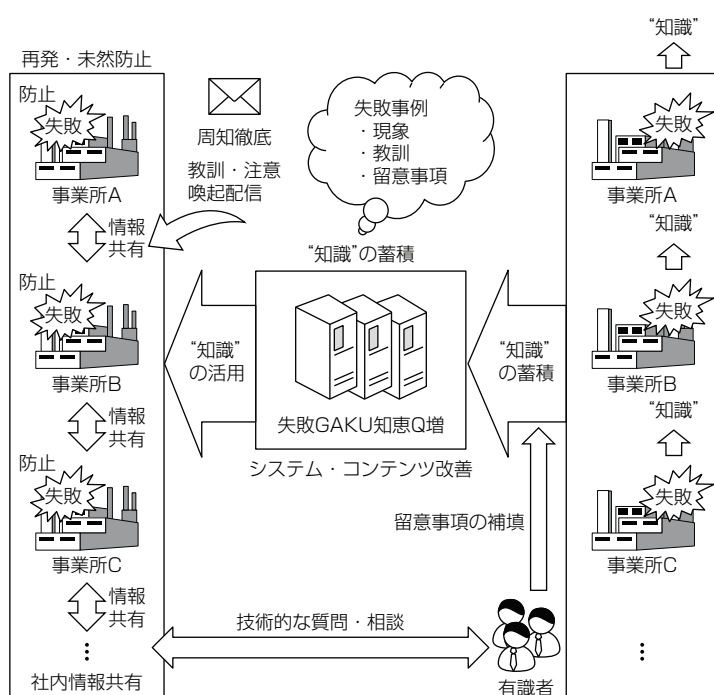 再発・未然防止
防止
失敗
事業所A
情報
共有
防止
失敗
事業所B
情報
共有
防止
失敗
事業所C
情報
共有
⋮
社内情報共有
周知徹底
教訓・注意
喚起配信
失敗事例
・現象
・教訓
・留意事項
“知識”の蓄積
“知識”
の活用
失敗GAKU知恵Q増
システム・コンテンツ改善
“知識”
の蓄積
留意事項の補填
技術的な質問・相談
有識者
“知識”
失敗
事業所A
“知識”
失敗
事業所B
“知識”
失敗
事業所C
⋮